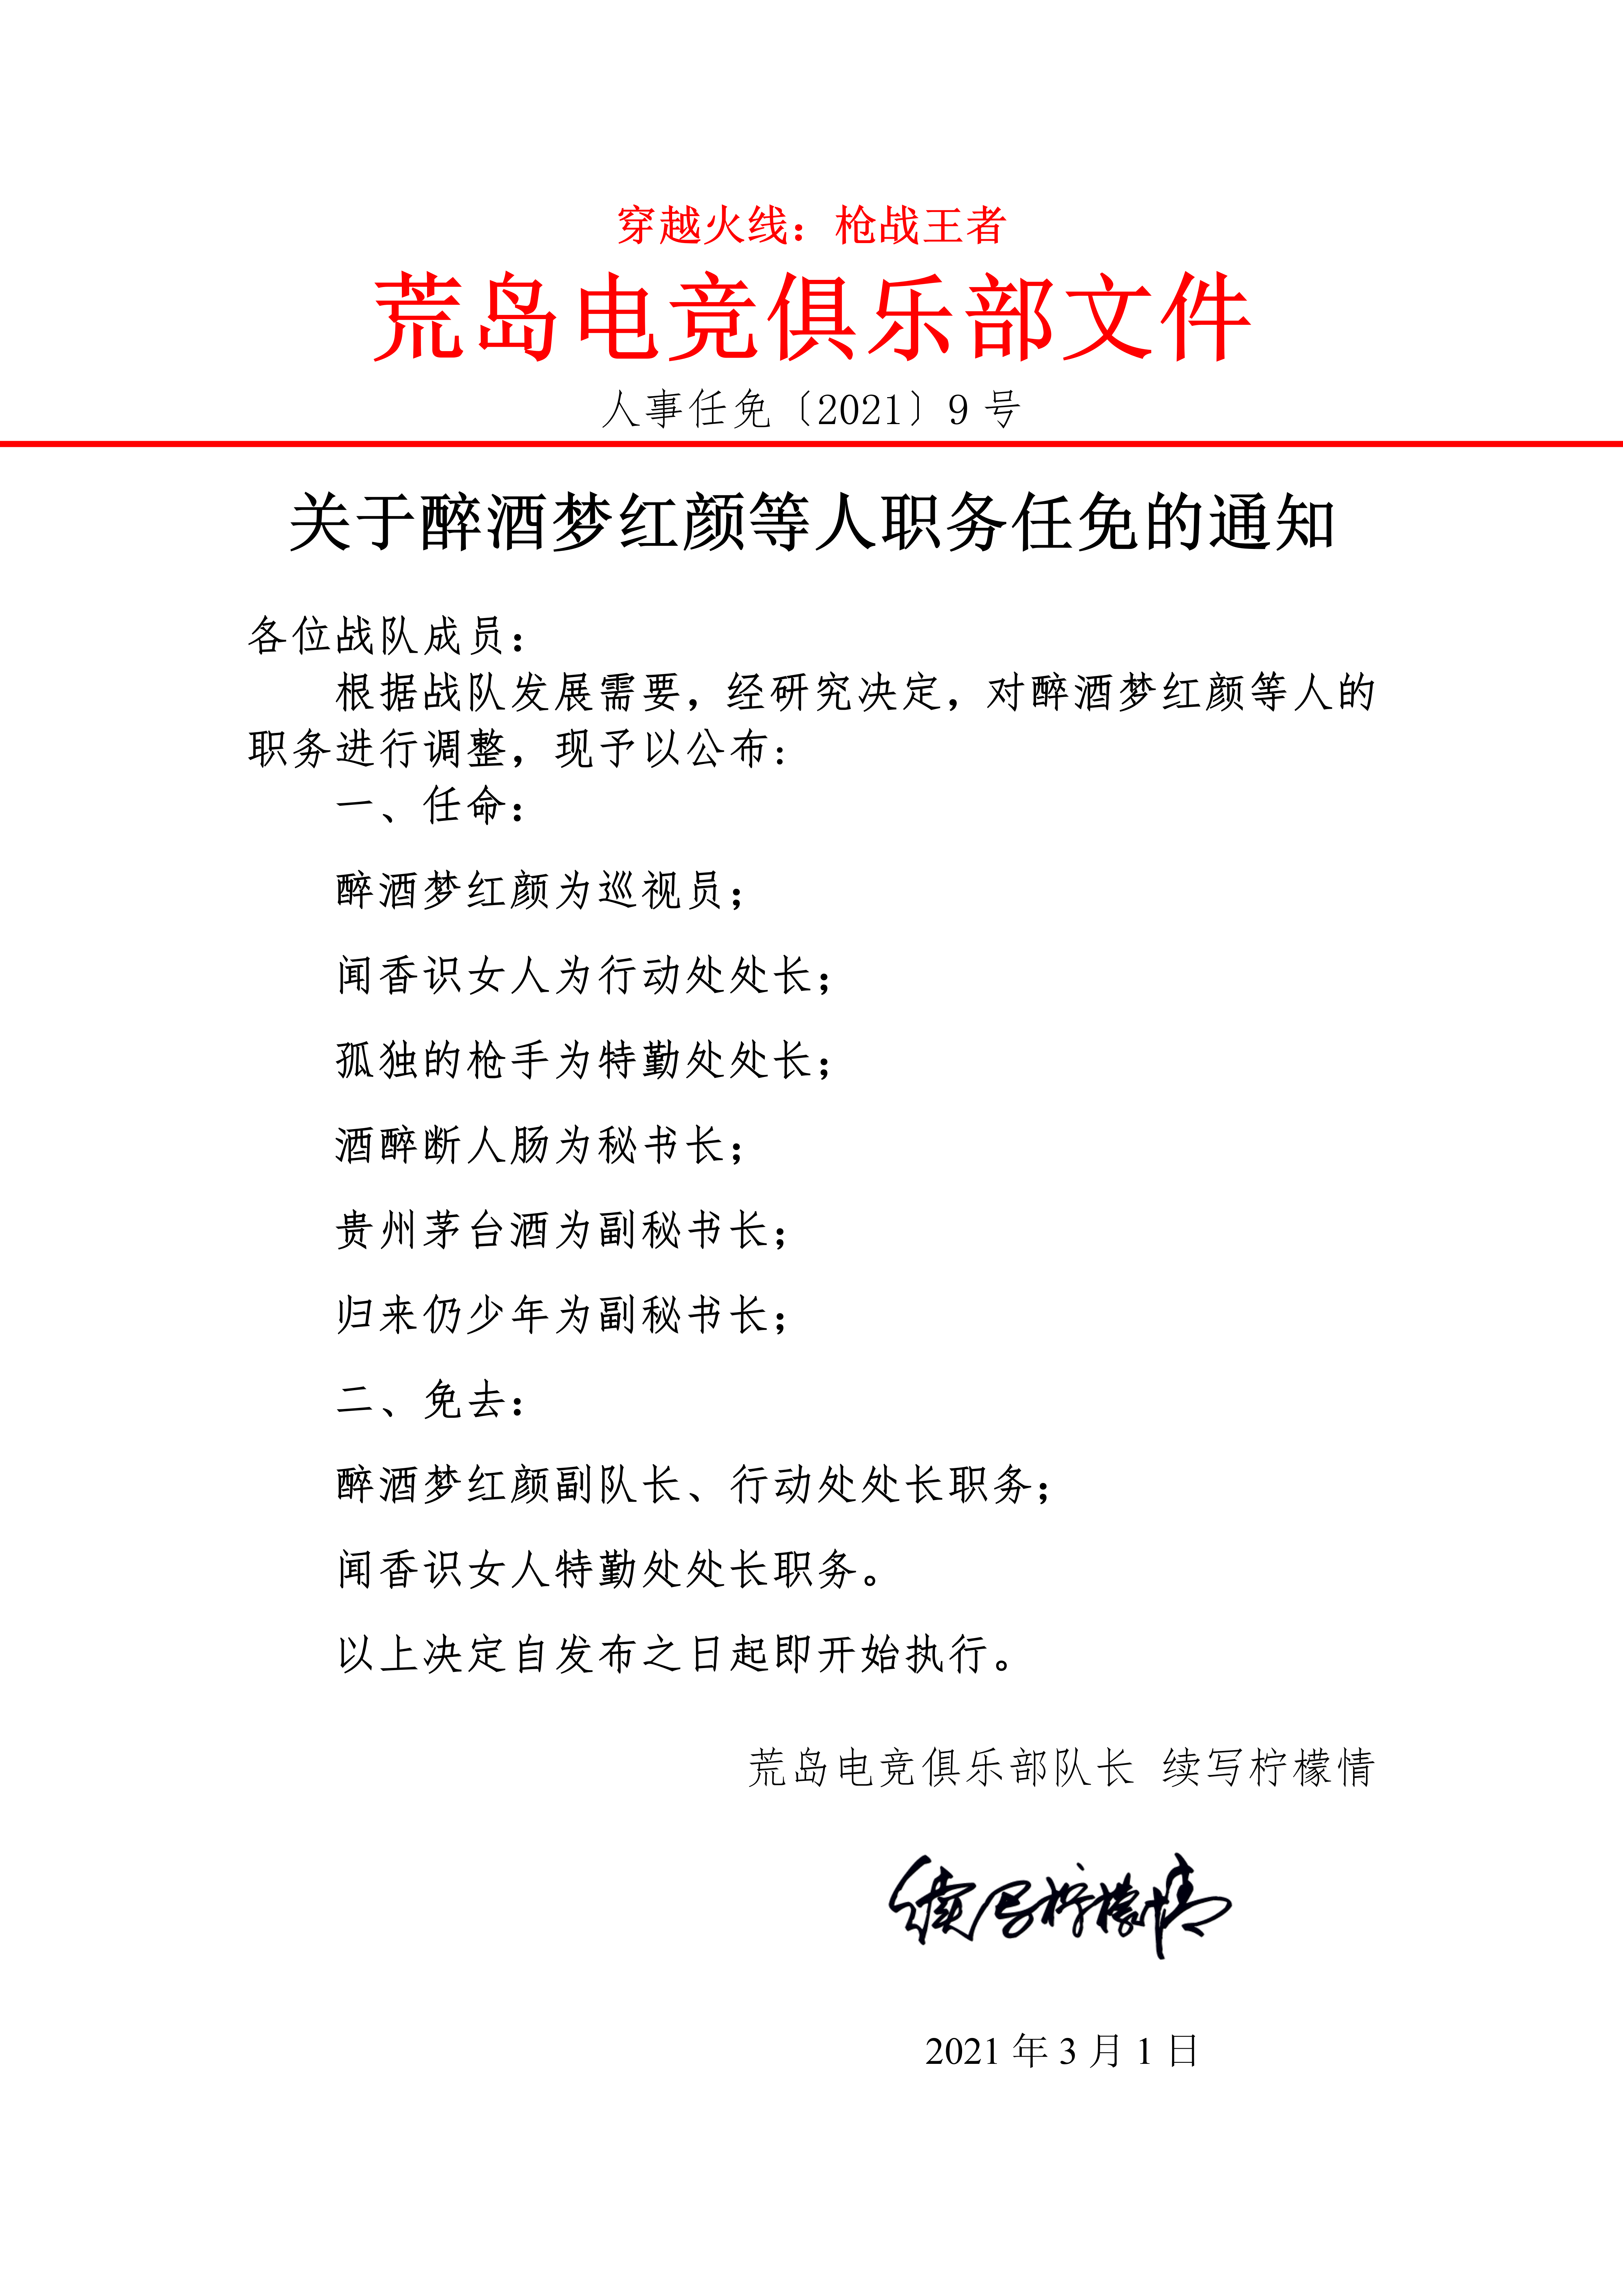 穿越火线：枪战王者
荒岛电竞俱乐部文件
人事任免〔2021〕9 号
关于醉酒梦红颜等人职务任免的通知
各位战队成员：
根据战队发展需要，经研究决定，对醉酒梦红颜等人的
职务进行调整，现予以公布：
一、任命：
醉酒梦红颜为巡视员；
闻香识女人为行动处处长；
孤独的枪手为特勤处处长；
酒醉断人肠为秘书长；
贵州茅台酒为副秘书长；
归来仍少年为副秘书长；
二、免去：
醉酒梦红颜副队长、行动处处长职务；
闻香识女人特勤处处长职务。
以上决定自发布之日起即开始执行。
荒岛电竞俱乐部队长 续写柠檬情
续写柠檬情
2021 年 3 月 1 日